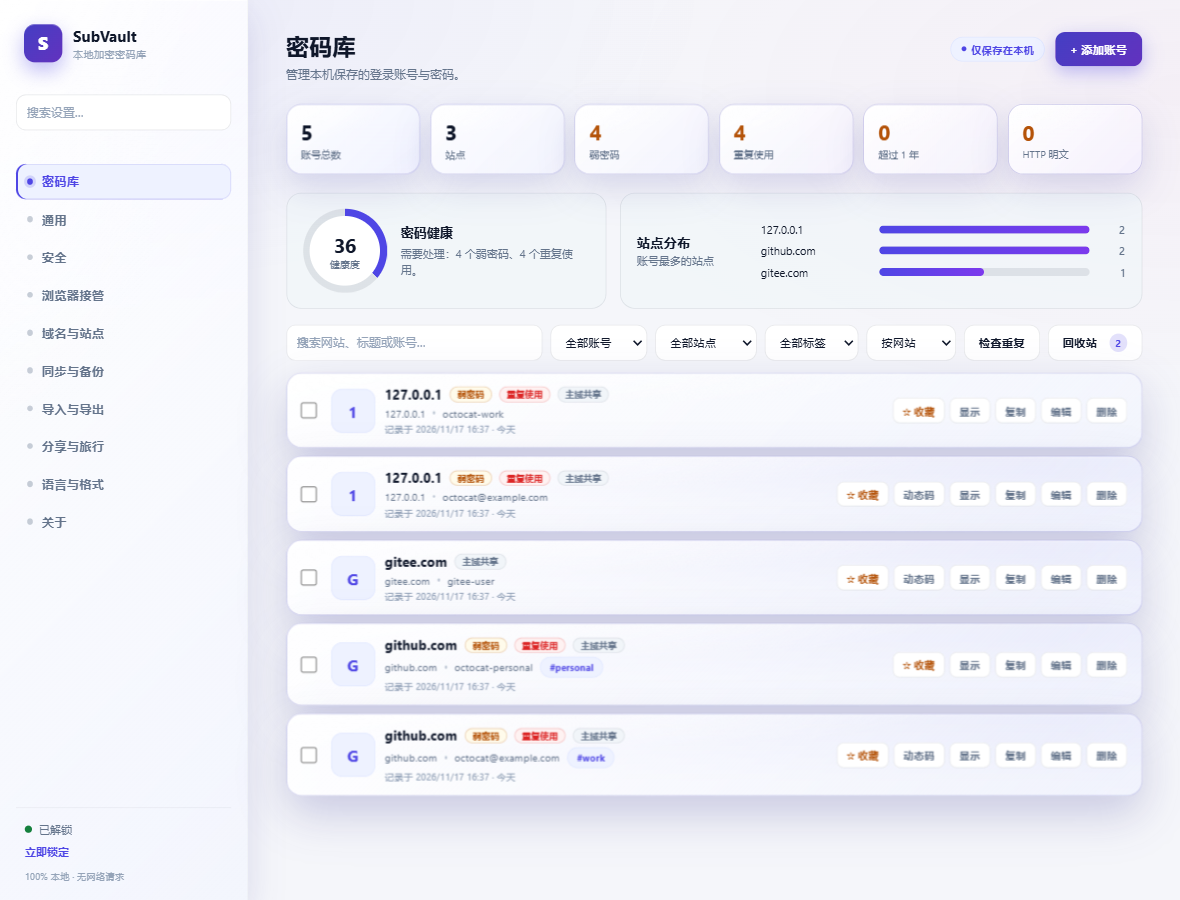 S
SubVault
本地加密密码库
搜索设置...
密码库
通用
安全
浏览器接管
域名与站点
同步与备份
导入与导出
分享与旅行
语言与格式
关于
已解锁
立即锁定
100% 本地 · 无网络请求
密码库
管理本机保存的登录账号与密码。
仅保存在本机
+ 添加账号
5
账号总数
3
站点
4
弱密码
4
重复使用
0
超过 1 年
0
HTTP 明文
36
健康度
密码健康
需要处理：4 个弱密码、4 个重复使
用。
站点分布
账号最多的站点
127.0.0.1 2
github.com 2
gitee.com 1
搜索网站、标题或账号...
全部账号
全部站点
全部标签
按网站
检查重复
回收站 2
1
127.0.0.1 弱密码 重复使用 主域共享
127.0.0.1 • octocat-work
记录于 2026/11/17 16:37 · 今天
☆ 收藏 显示 复制 编辑 删除
1
127.0.0.1 弱密码 重复使用 主域共享
127.0.0.1 • octocat@example.com
记录于 2026/11/17 16:37 · 今天
☆ 收藏 动态码 显示 复制 编辑 删除
G
gitee.com 主域共享
gitee.com • gitee-user
记录于 2026/11/17 16:37 · 今天
☆ 收藏 动态码 显示 复制 编辑 删除
G
github.com 弱密码 重复使用 主域共享
github.com • octocat-personal #personal
记录于 2026/11/17 16:37 · 今天
☆ 收藏 显示 复制 编辑 删除
G
github.com 弱密码 重复使用 主域共享
github.com • octocat@example.com #work
记录于 2026/11/17 16:37 · 今天
☆ 收藏 动态码 显示 复制 编辑 删除